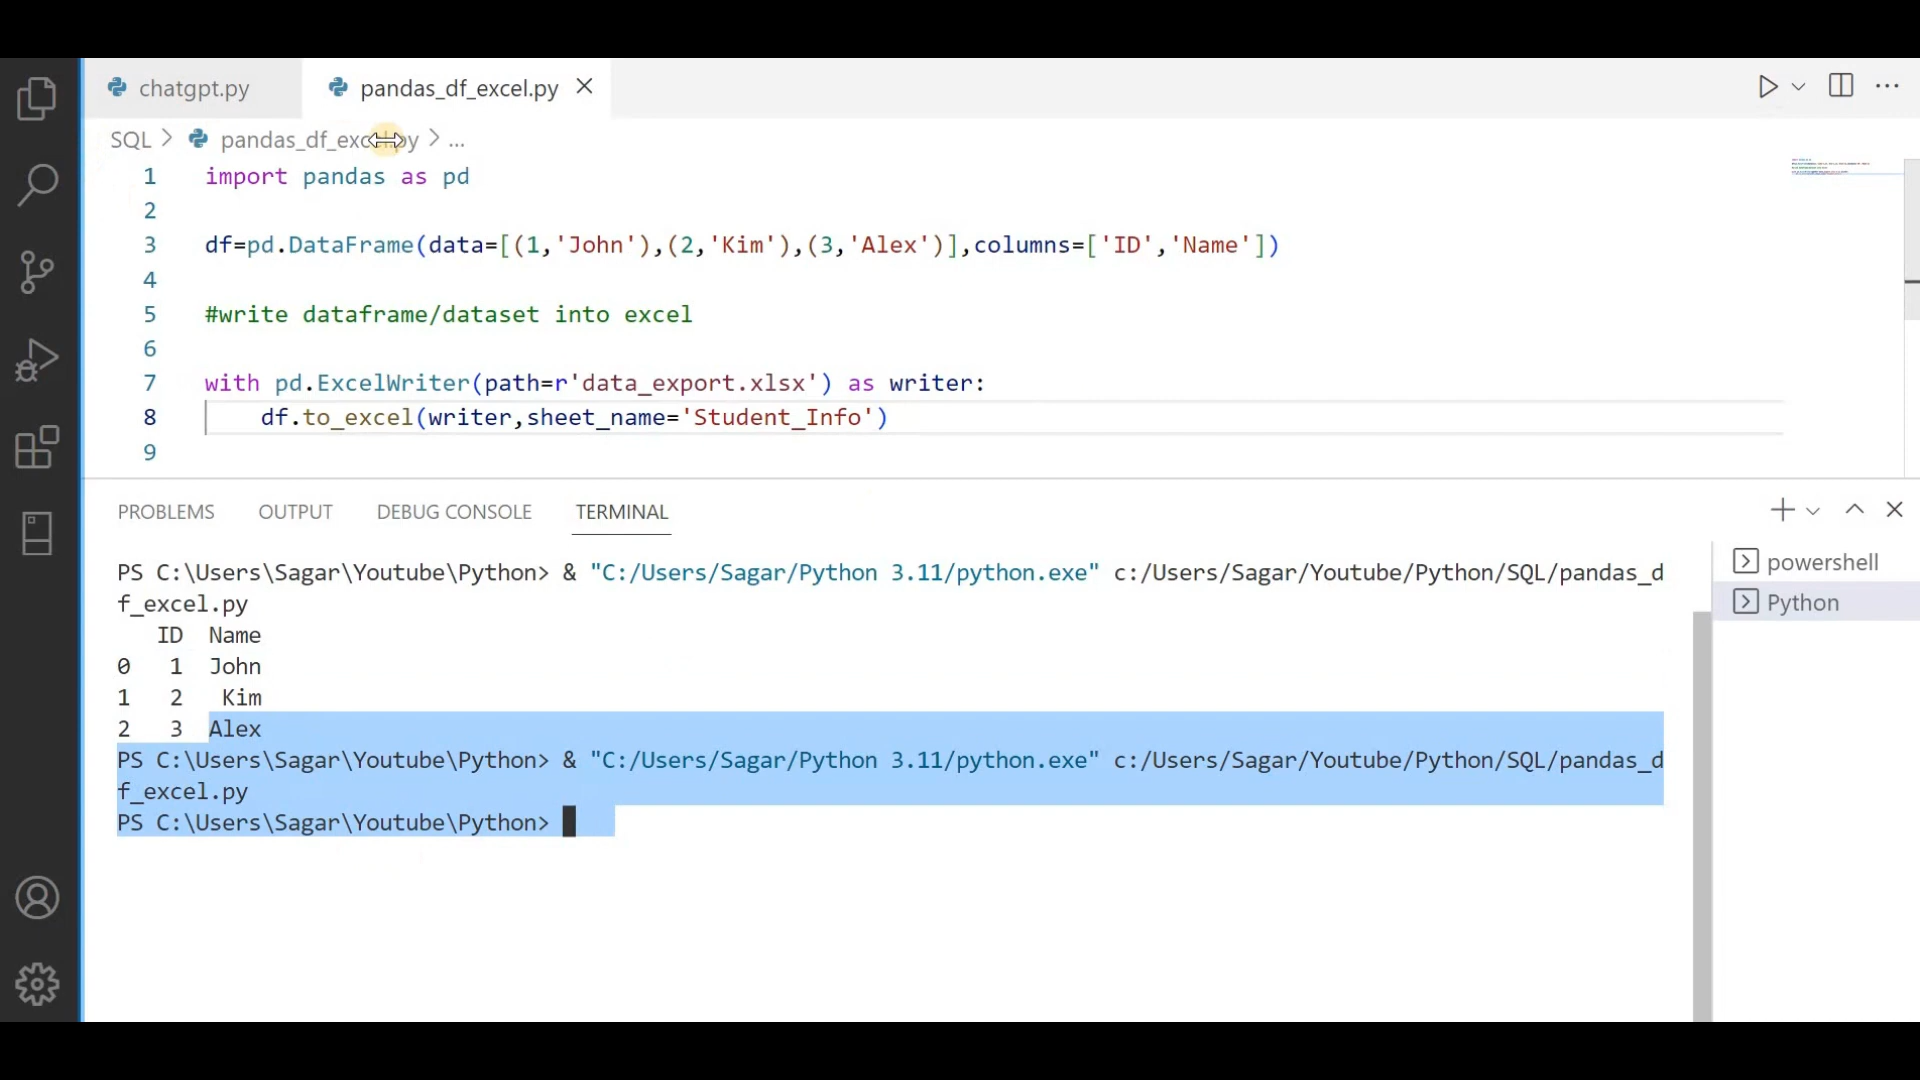 chatgpt.py
pandas_df_excel.py
SQL > pandas_df_excel.py > ...
1 import pandas as pd
2
3 df=pd.DataFrame(data=[(1,'John'),(2,'Kim'),(3,'Alex')],columns=['ID','Name'])
4
5 #write dataframe/dataset into excel
6
7 with pd.ExcelWriter(path=r'data_export.xlsx') as writer:
8 df.to_excel(writer,sheet_name='Student_Info')
9
PROBLEMS OUTPUT DEBUG CONSOLE TERMINAL
PS C:\Users\Sagar\Youtube\Python> & "C:/Users/Sagar/Python 3.11/python.exe" c:/Users/Sagar/Youtube/Python/SQL/pandas_d
f_excel.py
ID Name
0 1 John
1 2 Kim
2 3 Alex
PS C:\Users\Sagar\Youtube\Python> & "C:/Users/Sagar/Python 3.11/python.exe" c:/Users/Sagar/Youtube/Python/SQL/pandas_d
f_excel.py
PS C:\Users\Sagar\Youtube\Python>
powershell
Python